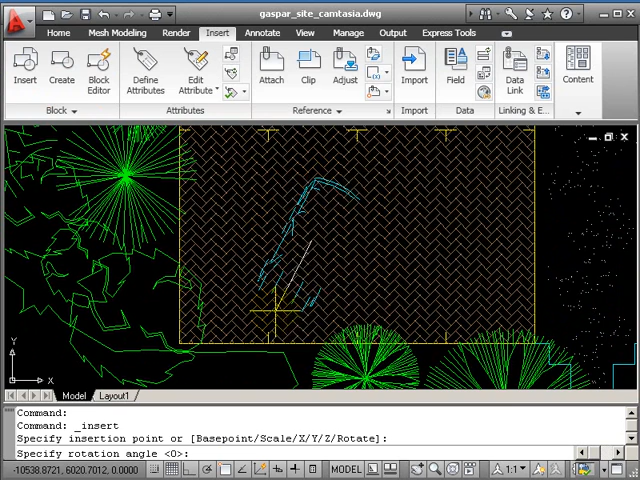 gaspar_site_camtasia.dwg
Home Mesh Modeling Render Insert Annotate View Manage Output Express Tools
Insert Create Block Editor Define Attributes Edit Attributes Attach Clip Adjust Import Field Data Link Content
Block Attributes Reference Import Data Linking & E...
Y
X
Model Layout1
Command:
Command: _insert
Specify insertion point or [Basepoint/Scale/X/Y/Z/Rotate]:
Specify rotation angle <0>:
-10538.8721, 6020.7012, 0.0000 MODEL 1:1